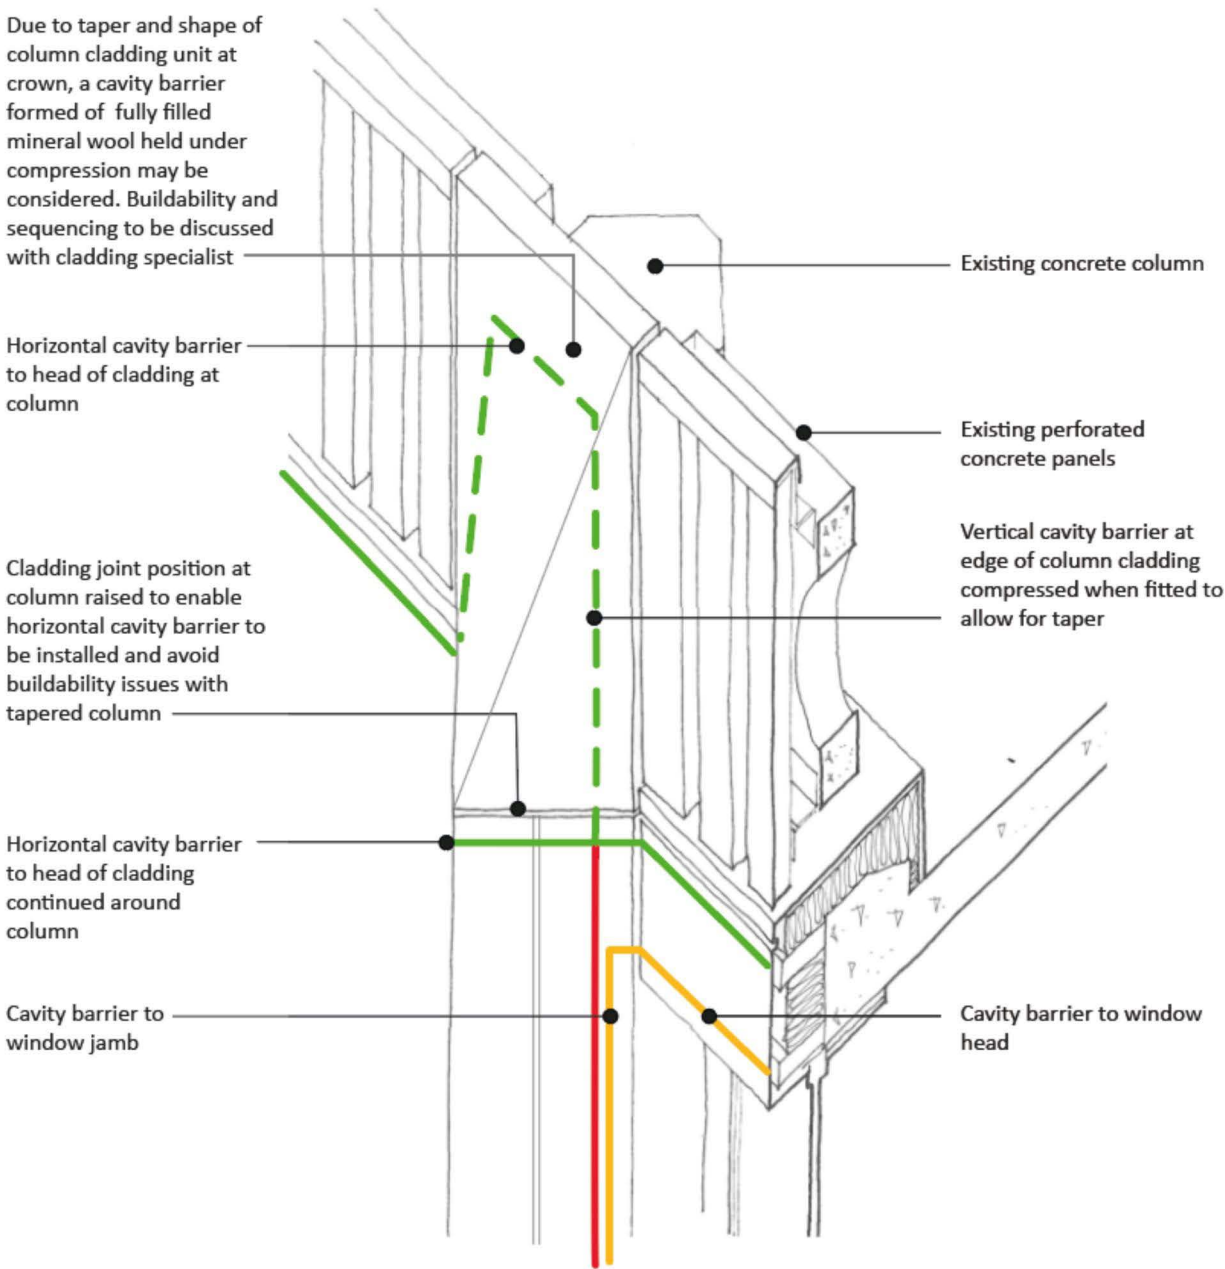 Due to taper and shape of
column cladding unit at
crown, a cavity barrier
formed of fully filled
mineral wool held under
compression may be
considered. Buildability and
sequencing to be discussed
with cladding specialist
Horizontal cavity barrier
to head of cladding at
column
Cladding joint position at
column raised to enable
horizontal cavity barrier to
be installed and avoid
buildability issues with
tapered column
Horizontal cavity barrier
to head of cladding
continued around
column
Cavity barrier to
window jamb
Existing concrete column
Existing perforated
concrete panels
Vertical cavity barrier at
edge of column cladding
compressed when fitted to
allow for taper
Cavity barrier to window
head